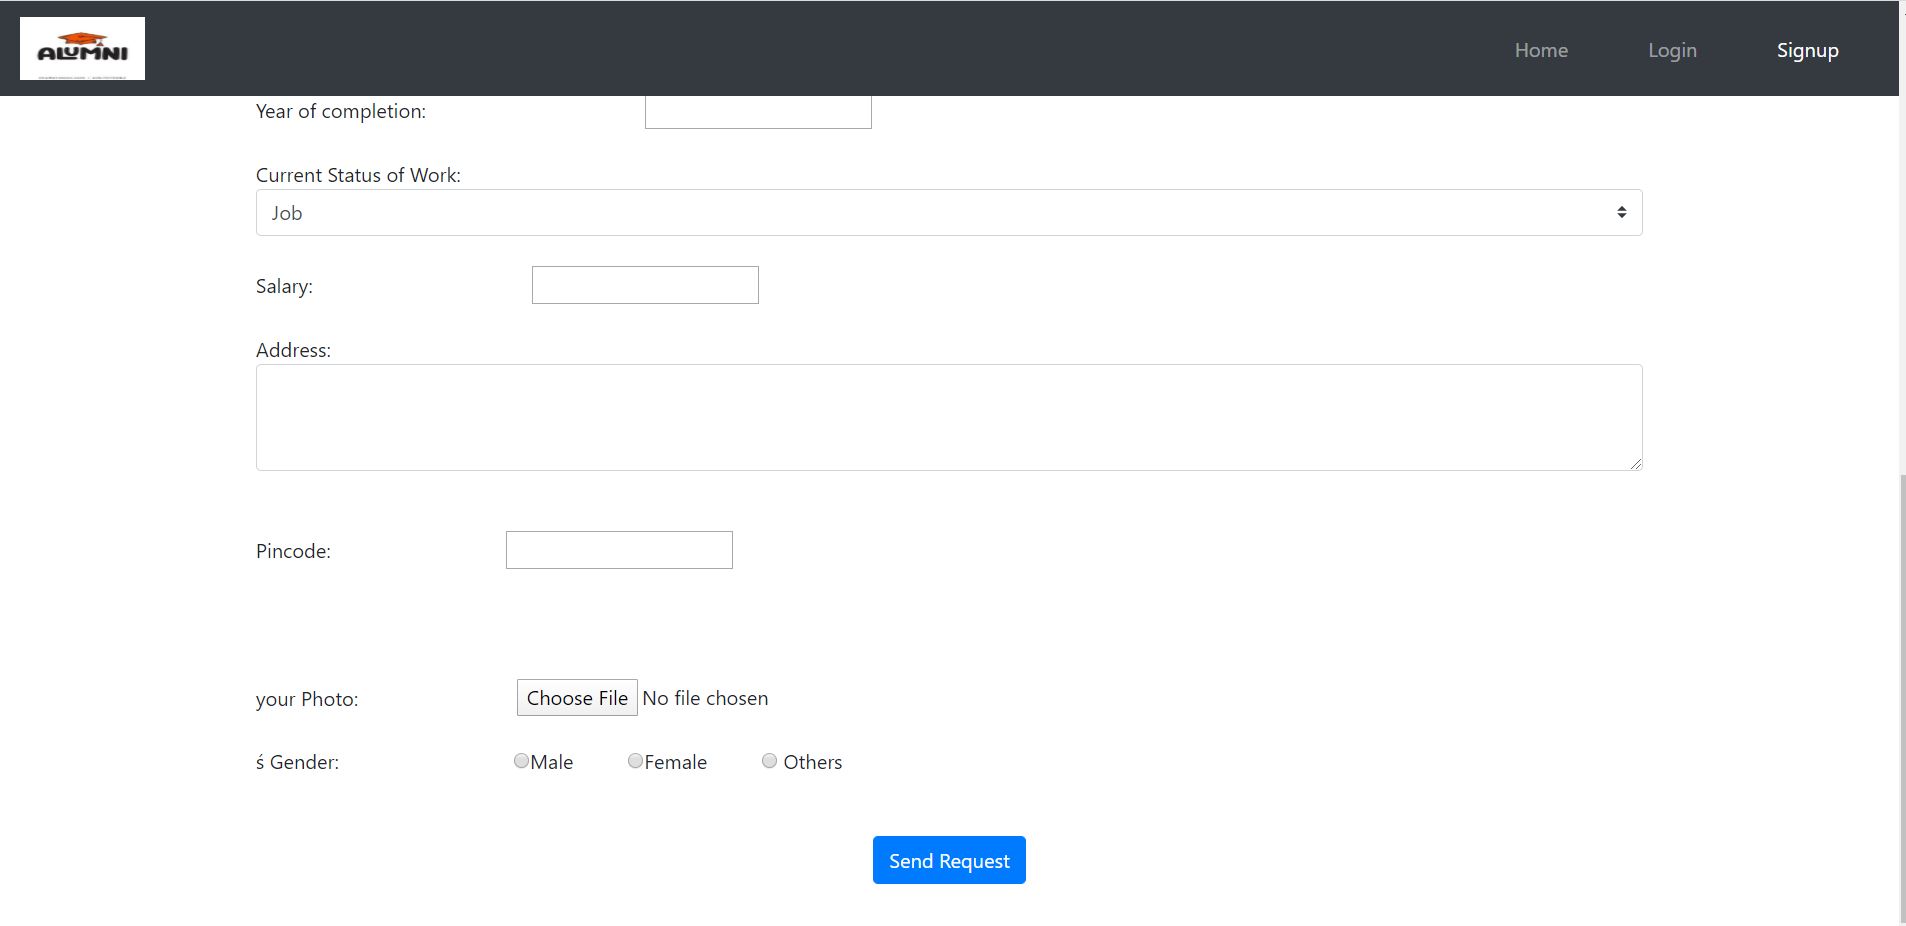 ALUMNI
Home Login Signup
Year of completion:
Current Status of Work:
Job
Salary:
Address:
Pincode:
your Photo: Choose File No file chosen
ś Gender: Male Female Others
Send Request